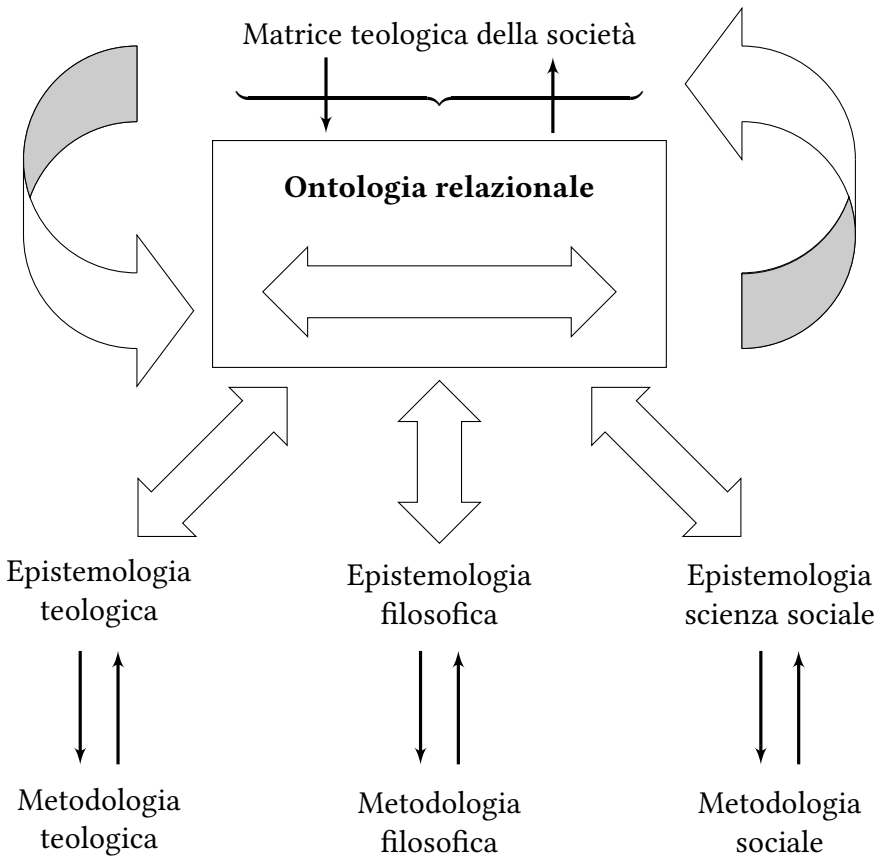 Matrice teologica della società
Ontologia relazionale
Epistemologia
teologica
Epistemologia
filosofica
Epistemologia
scienza sociale
Metodologia
teologica
Metodologia
filosofica
Metodologia
sociale